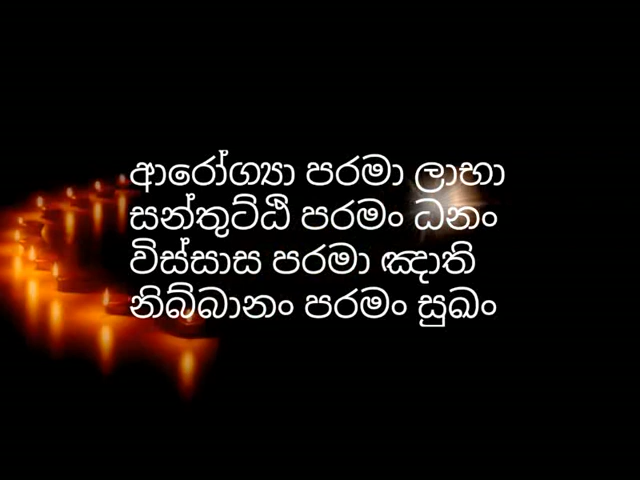 ආරෝග්‍යා පරමා ලාභා
සන්තුට්ඨි පරමං ධනං
විස්සාස පරමා ඤාති
නිබ්බානං පරමං සුඛං